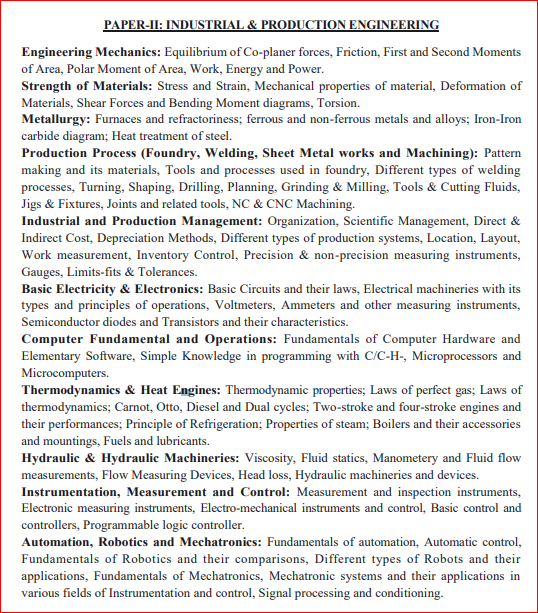 PAPER-II: INDUSTRIAL & PRODUCTION ENGINEERING
Engineering Mechanics: Equilibrium of Co-planer forces, Friction, First and Second Moments
of Area, Polar Moment of Area, Work, Energy and Power.
Strength of Materials: Stress and Strain, Mechanical properties of material, Deformation of
Materials, Shear Forces and Bending Moment diagrams, Torsion.
Metallurgy: Furnaces and refractoriness; ferrous and non-ferrous metals and alloys; Iron-Iron
carbide diagram; Heat treatment of steel.
Production Process (Foundry, Welding, Sheet Metal works and Machining): Pattern
making and its materials, Tools and processes used in foundry, Different types of welding
processes, Turning, Shaping, Drilling, Planning, Grinding & Milling, Tools & Cutting Fluids,
Jigs & Fixtures, Joints and related tools, NC & CNC Machining.
Industrial and Production Management: Organization, Scientific Management, Direct &
Indirect Cost, Depreciation Methods, Different types of production systems, Location, Layout,
Work measurement, Inventory Control, Precision & non-precision measuring instruments,
Gauges, Limits-fits & Tolerances.
Basic Electricity & Electronics: Basic Circuits and their laws, Electrical machineries with its
types and principles of operations, Voltmeters, Ammeters and other measuring instruments,
Semiconductor diodes and Transistors and their characteristics.
Computer Fundamental and Operations: Fundamentals of Computer Hardware and
Elementary Software, Simple Knowledge in programming with C/C-H-, Microprocessors and
Microcomputers.
Thermodynamics & Heat Engines: Thermodynamic properties; Laws of perfect gas; Laws of
thermodynamics; Carnot, Otto, Diesel and Dual cycles; Two-stroke and four-stroke engines and
their performances; Principle of Refrigeration; Properties of steam; Boilers and their accessories
and mountings, Fuels and lubricants.
Hydraulic & Hydraulic Machineries: Viscosity, Fluid statics, Manometery and Fluid flow
measurements, Flow Measuring Devices, Head loss, Hydraulic machineries and devices.
Instrumentation, Measurement and Control: Measurement and inspection instruments,
Electronic measuring instruments, Electro-mechanical instruments and control, Basic control and
controllers, Programmable logic controller.
Automation, Robotics and Mechatronics: Fundamentals of automation, Automatic control,
Fundamentals of Robotics and their comparisons, Different types of Robots and their
applications, Fundamentals of Mechatronics, Mechatronic systems and their applications in
various fields of Instrumentation and control, Signal processing and conditioning.